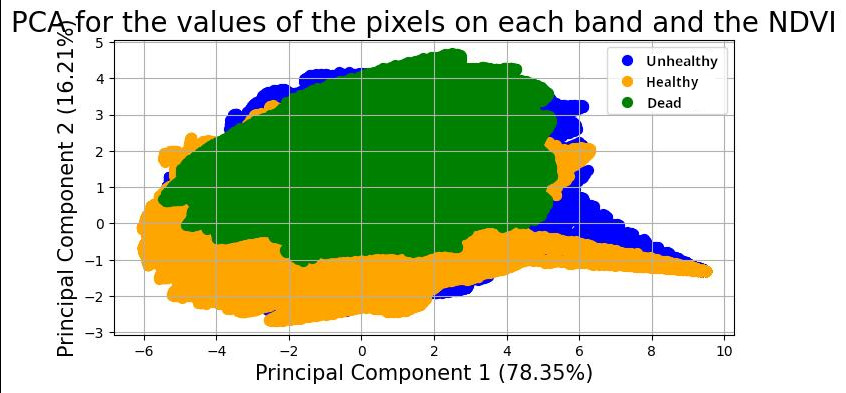 PCA for the values of the pixels on each band and the NDVI
Principal Component 2 (16.21%)
5
4
3
2
1
0
−1
−2
−3
Unhealthy
Healthy
Dead
−6 −4 −2 0 2 4 6 8 10
Principal Component 1 (78.35%)